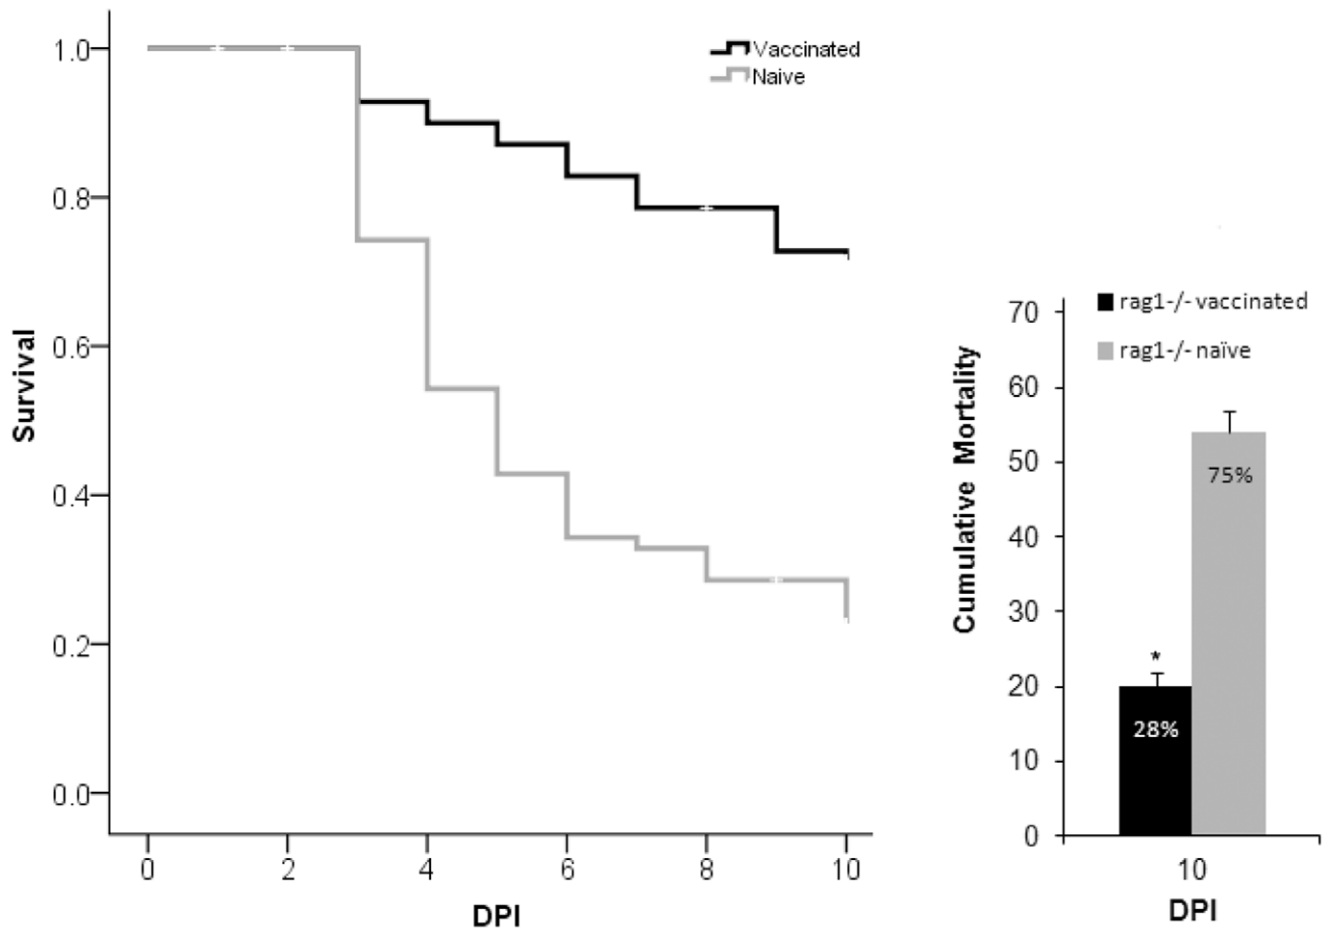 Survival
1.0
0.8
0.6
0.4
0.2
0.0
0 2 4 6 8 10
DPI
Vaccinated
Naive
Cumulative Mortality
70
60
50
40
30
20
10
0
rag1-/- vaccinated
rag1-/- naïve
*
28%
75%
10
DPI